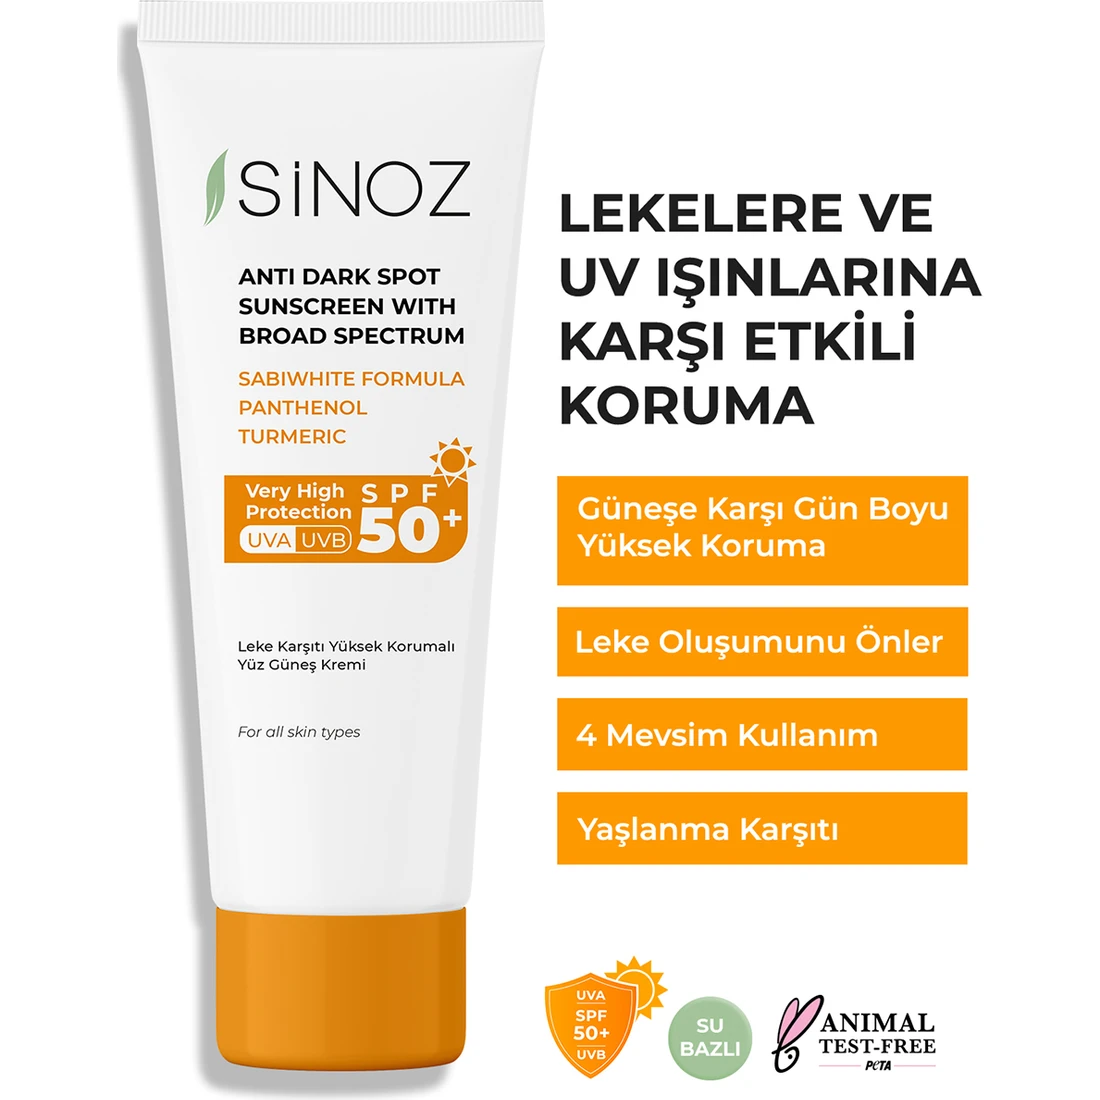 SiNOZ
ANTI DARK SPOT
SUNSCREEN WITH
BROAD SPECTRUM
SABIWHITE FORMULA
PANTHENOL
TURMERIC
Very High
Protection
UVA UVB
SPF
50+
Leke Karşıtı Yüksek Korumalı
Yüz Güneş Kremi
For all skin types
LEKELERE VE
UV IŞINLARINA
KARŞI ETKİLİ
KORUMA
Güneşe Karşı Gün Boyu
Yüksek Koruma
Leke Oluşumunu Önler
4 Mevsim Kullanım
Yaşlanma Karşıtı
UVA
SPF
50+
UVB
SU
BAZLI
ANIMAL
TEST-FREE
PETA